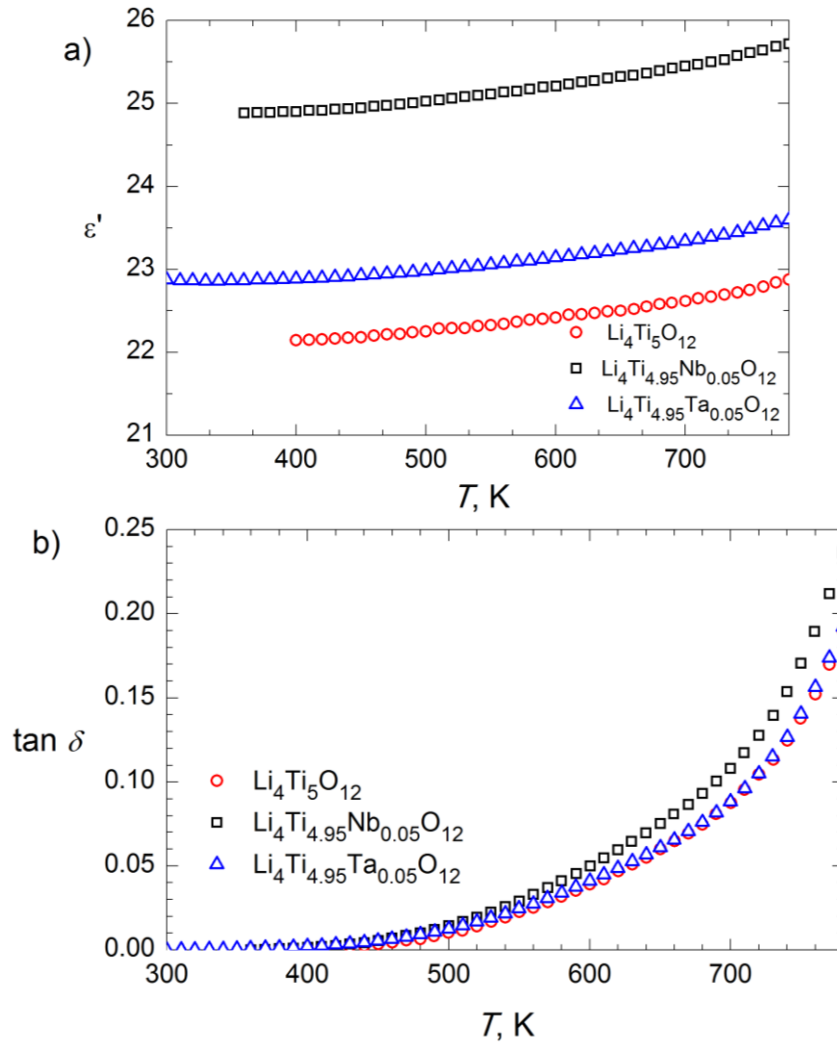 a)
26
25
24
23
22
21
ε'
Li4Ti5O12
Li4Ti4.95Nb0.05O12
Li4Ti4.95Ta0.05O12
300 400 500 600 700
T, K
b)
0.25
0.20
0.15
0.10
0.05
0.00
tan δ
Li4Ti5O12
Li4Ti4.95Nb0.05O12
Li4Ti4.95Ta0.05O12
300 400 500 600 700
T, K